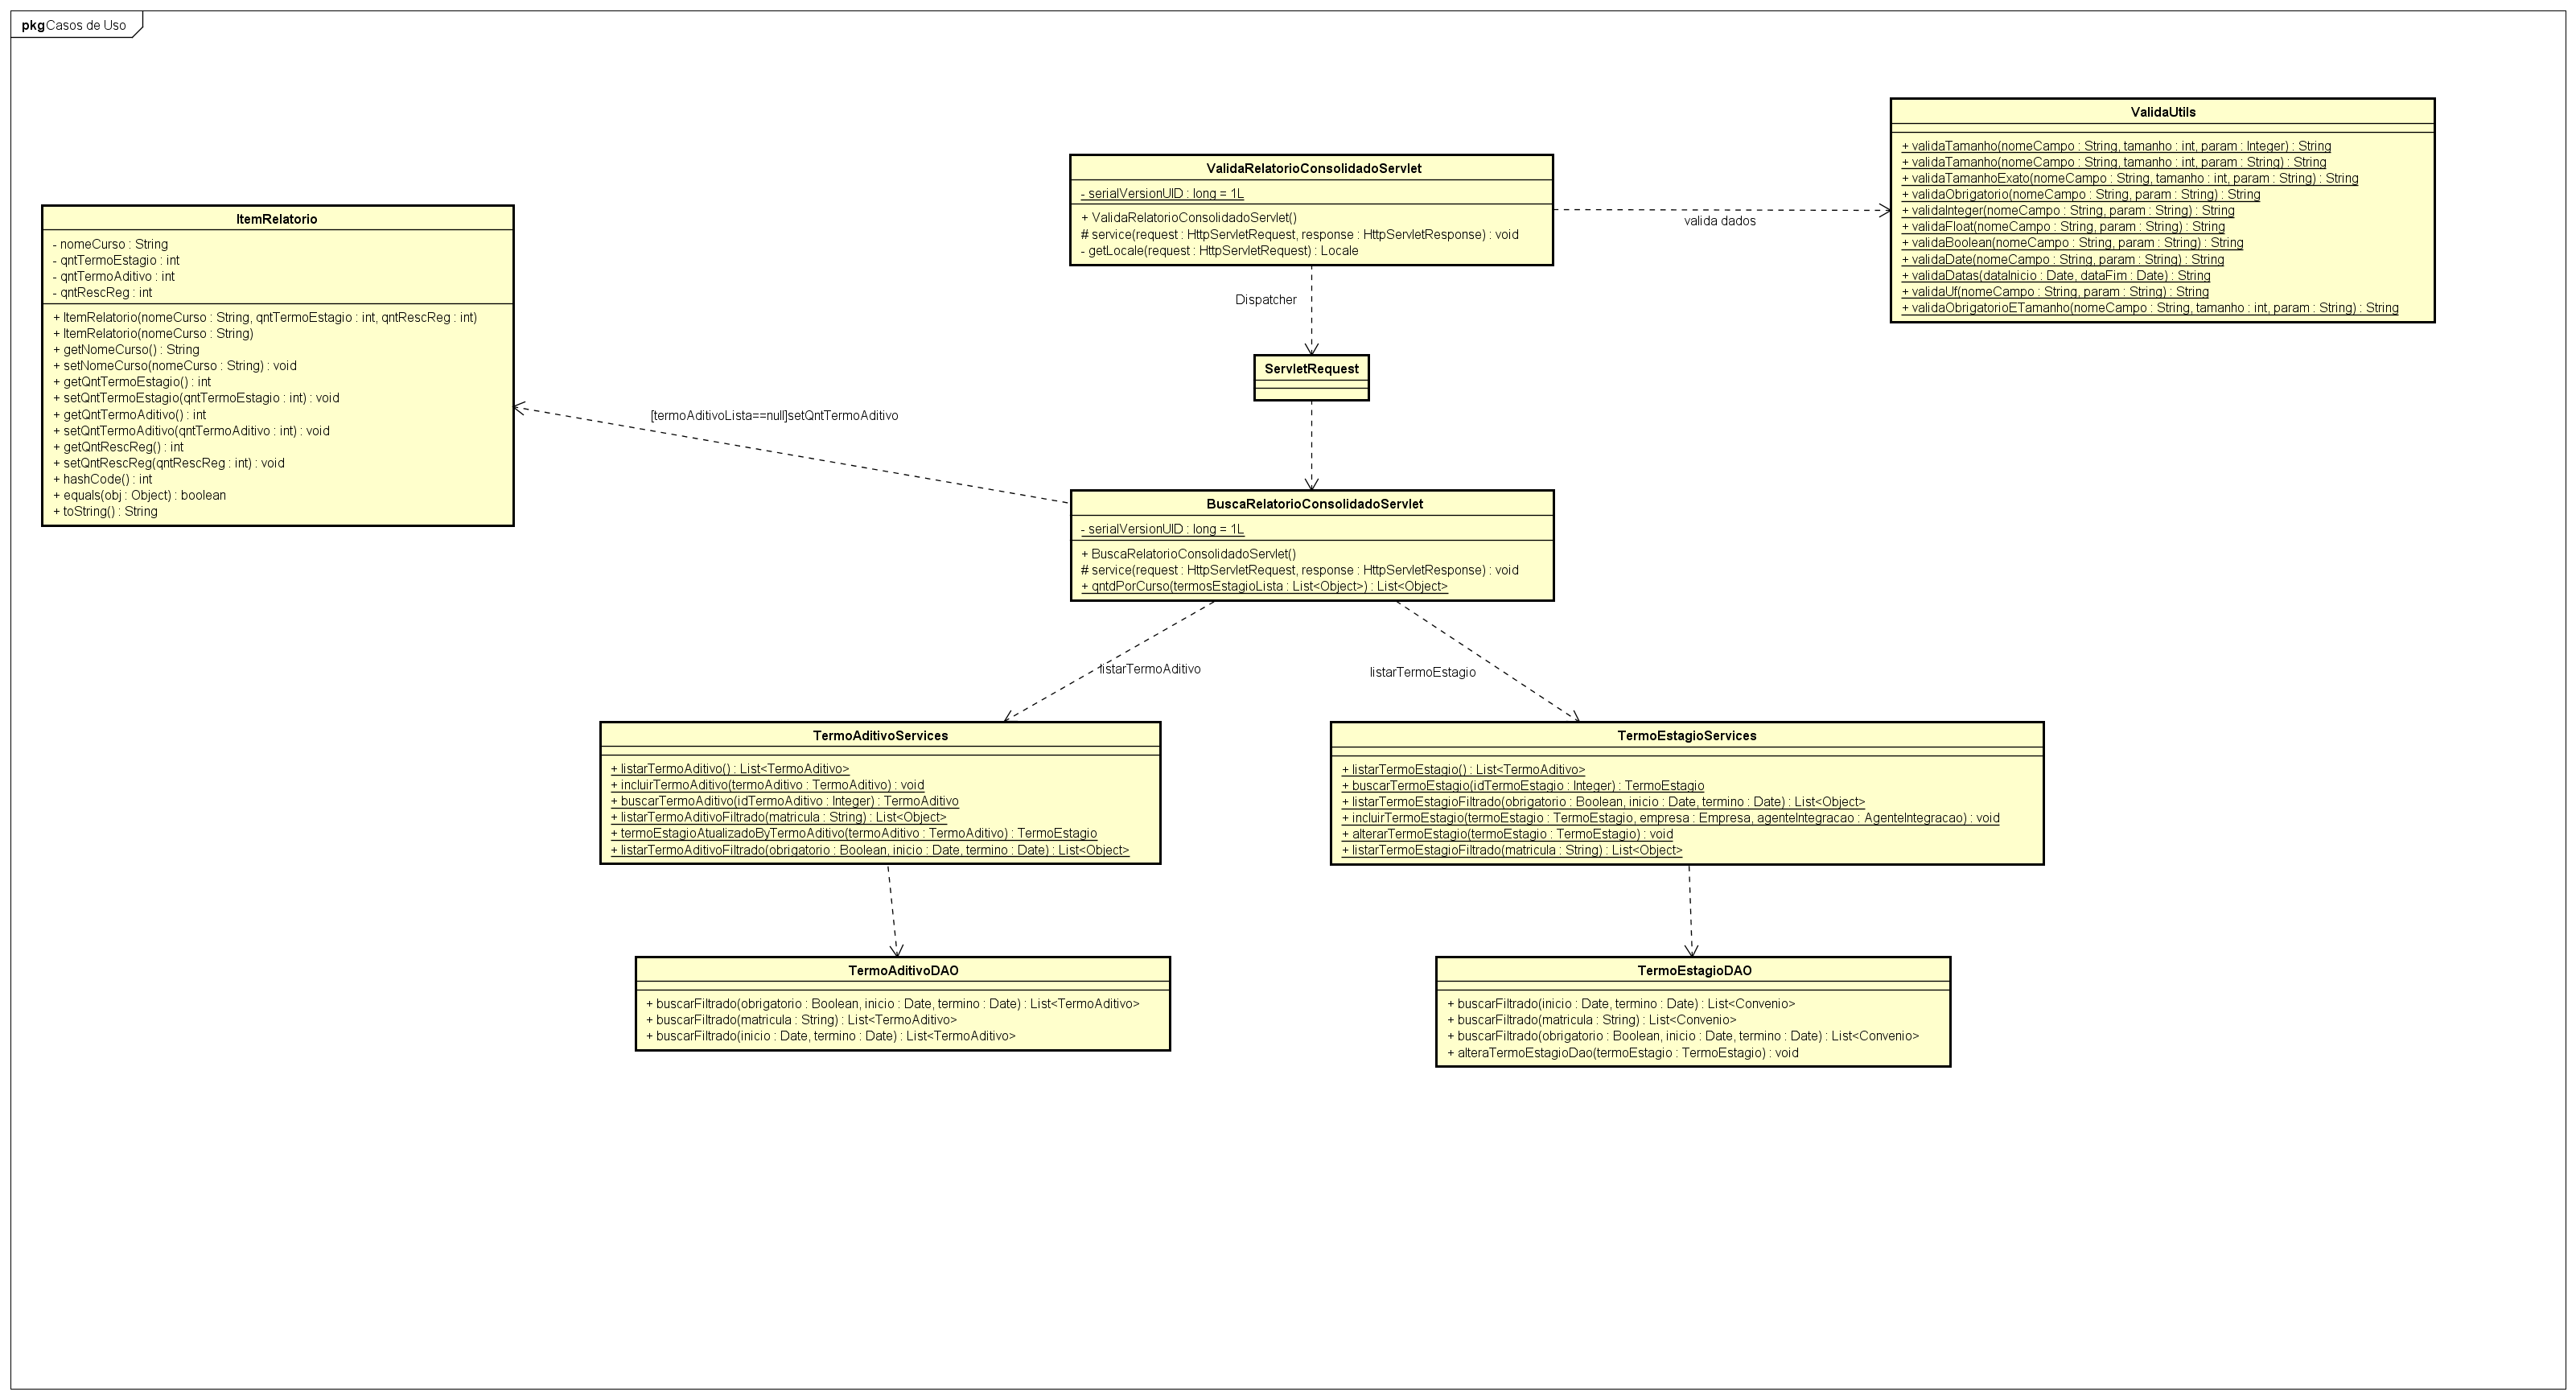 pkg Casos de Uso
ValidaUtils
+ validaTamanho(nomeCampo : String, tamanho : int, param : Integer) : String
+ validaTamanho(nomeCampo : String, tamanho : int, param : String) : String
+ validaTamanhoExato(nomeCampo : String, tamanho : int, param : String) : String
+ validaObrigatorio(nomeCampo : String, param : String) : String
+ validaInteger(nomeCampo : String, param : String) : String
+ validaFloat(nomeCampo : String, param : String) : String
+ validaBoolean(nomeCampo : String, param : String) : String
+ validaDate(nomeCampo : String, param : String) : String
+ validaDatas(dataInicio : Date, dataFim : Date) : String
+ validaUf(nomeCampo : String, param : String) : String
+ validaObrigatorioETamanho(nomeCampo : String, tamanho : int, param : String) : String
ValidaRelatorioConsolidadoServlet
- serialVersionUID : long = 1L
+ ValidaRelatorioConsolidadoServlet()
# service(request : HttpServletRequest, response : HttpServletResponse) : void
- getLocale(request : HttpServletRequest) : Locale
valida dados
ItemRelatorio
- nomeCurso : String
- qntTermoEstagio : int
- qntTermoAditivo : int
- qntRescReg : int
+ ItemRelatorio(nomeCurso : String, qntTermoEstagio : int, qntRescReg : int)
+ ItemRelatorio(nomeCurso : String)
+ getNomeCurso() : String
+ setNomeCurso(nomeCurso : String) : void
+ getQntTermoEstagio() : int
+ setQntTermoEstagio(qntTermoEstagio : int) : void
+ getQntTermoAditivo() : int
+ setQntTermoAditivo(qntTermoAditivo : int) : void
+ getQntRescReg() : int
+ setQntRescReg(qntRescReg : int) : void
+ hashCode() : int
+ equals(obj : Object) : boolean
+ toString() : String
Dispatcher
ServletRequest
[termoAditivoLista==null]setQntTermoAditivo
BuscaRelatorioConsolidadoServlet
- serialVersionUID : long = 1L
+ BuscaRelatorioConsolidadoServlet()
# service(request : HttpServletRequest, response : HttpServletResponse) : void
+ qntdPorCurso(termosEstagioLista : List<Object>) : List<Object>
listarTermoAditivo
listarTermoEstagio
TermoAditivoServices
+ listarTermoAditivo() : List<TermoAditivo>
+ incluirTermoAditivo(termoAditivo : TermoAditivo) : void
+ buscarTermoAditivo(idTermoAditivo : Integer) : TermoAditivo
+ listarTermoAditivoFiltrado(matricula : String) : List<Object>
+ termoEstagioAtualizadoByTermoAditivo(termoAditivo : TermoAditivo) : TermoEstagio
+ listarTermoAditivoFiltrado(obrigatorio : Boolean, inicio : Date, termino : Date) : List<Object>
TermoEstagioServices
+ listarTermoEstagio() : List<TermoAditivo>
+ buscarTermoEstagio(idTermoEstagio : Integer) : TermoEstagio
+ listarTermoEstagioFiltrado(obrigatorio : Boolean, inicio : Date, termino : Date) : List<Object>
+ incluirTermoEstagio(termoEstagio : TermoEstagio, empresa : Empresa, agenteIntegracao : AgenteIntegracao) : void
+ alterarTermoEstagio(termoEstagio : TermoEstagio) : void
+ listarTermoEstagioFiltrado(matricula : String) : List<Object>
TermoAditivoDAO
+ buscarFiltrado(obrigatorio : Boolean, inicio : Date, termino : Date) : List<TermoAditivo>
+ buscarFiltrado(matricula : String) : List<TermoAditivo>
+ buscarFiltrado(inicio : Date, termino : Date) : List<TermoAditivo>
TermoEstagioDAO
+ buscarFiltrado(inicio : Date, termino : Date) : List<Convenio>
+ buscarFiltrado(matricula : String) : List<Convenio>
+ buscarFiltrado(obrigatorio : Boolean, inicio : Date, termino : Date) : List<Convenio>
+ alteraTermoEstagioDao(termoEstagio : TermoEstagio) : void